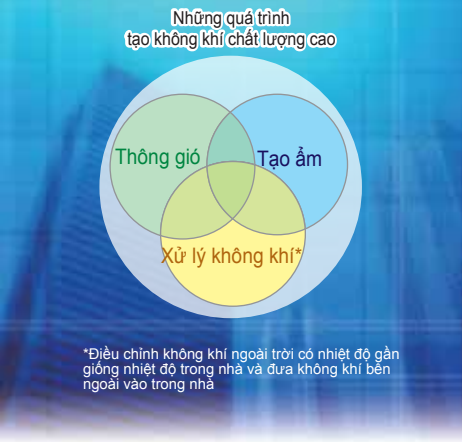 Những quá trình
tạo không khí chất lượng cao
Thông gió
Tạo ẩm
Xử lý không khí*
*Điều chỉnh không khí ngoài trời có nhiệt độ gần
giống nhiệt độ trong nhà và đưa không khí bên
ngoài vào trong nhà